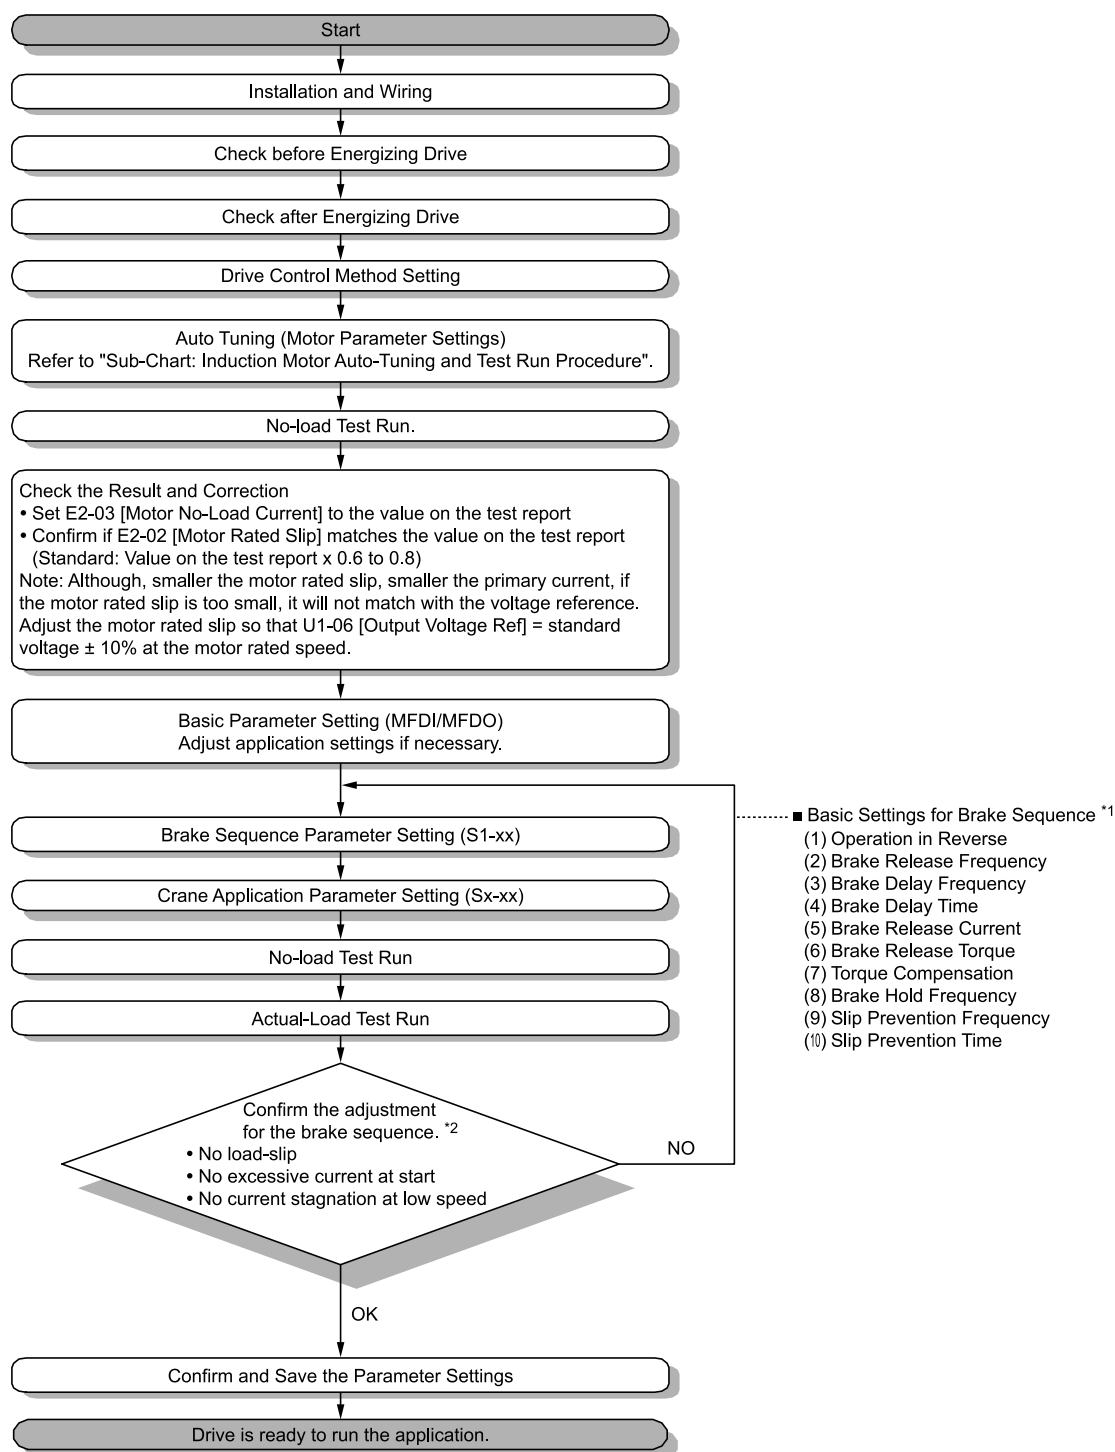 Start
Installation and Wiring
Check before Energizing Drive
Check after Energizing Drive
Drive Control Method Setting
Auto Tuning (Motor Parameter Settings)
Refer to "Sub-Chart: Induction Motor Auto-Tuning and Test Run Procedure".
No-load Test Run.
Check the Result and Correction
• Set E2-03 [Motor No-Load Current] to the value on the test report
• Confirm if E2-02 [Motor Rated Slip] matches the value on the test report
(Standard: Value on the test report x 0.6 to 0.8)
Note: Although, smaller the motor rated slip, smaller the primary current, if
the motor rated slip is too small, it will not match with the voltage reference.
Adjust the motor rated slip so that U1-06 [Output Voltage Ref] = standard
voltage ± 10% at the motor rated speed.
Basic Parameter Setting (MFDI/MFDO)
Adjust application settings if necessary.
Brake Sequence Parameter Setting (S1-xx)
Crane Application Parameter Setting (Sx-xx)
No-load Test Run
Actual-Load Test Run
Confirm the adjustment
for the brake sequence. *2
• No load-slip
• No excessive current at start
• No current stagnation at low speed
NO
OK
Confirm and Save the Parameter Settings
Drive is ready to run the application.
■ Basic Settings for Brake Sequence *1
(1) Operation in Reverse
(2) Brake Release Frequency
(3) Brake Delay Frequency
(4) Brake Delay Time
(5) Brake Release Current
(6) Brake Release Torque
(7) Torque Compensation
(8) Brake Hold Frequency
(9) Slip Prevention Frequency
(10) Slip Prevention Time